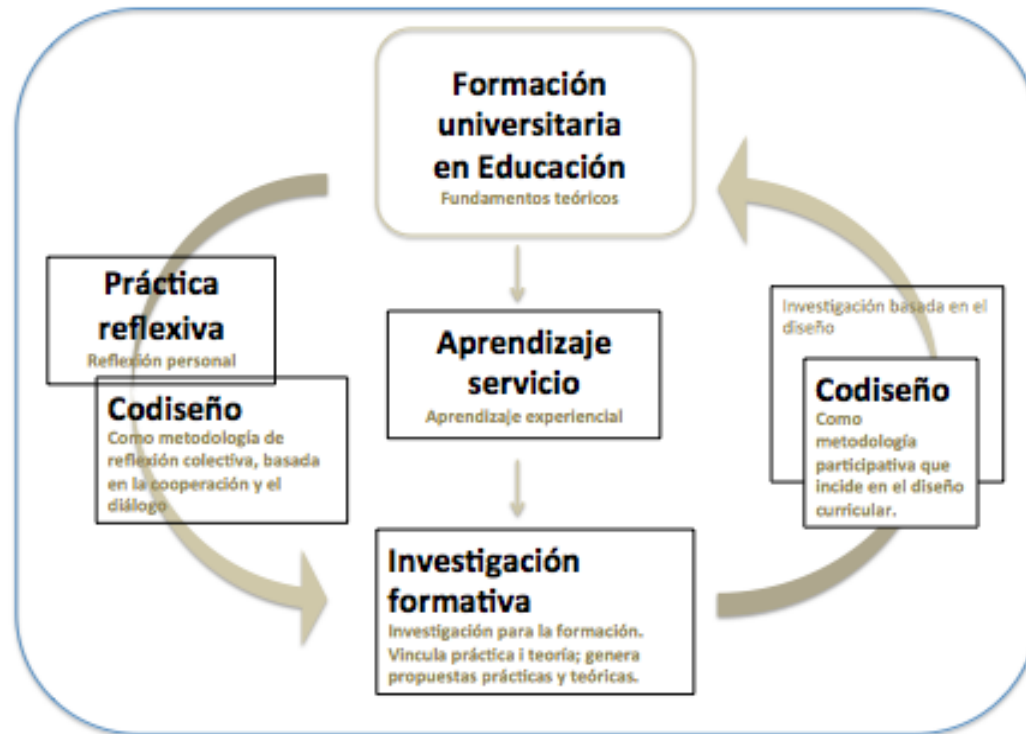 Formación
universitaria
en Educación
Fundamentos teóricos
Práctica
reflexiva
Reflexión personal
Codiseño
Como metodología de
reflexión colectiva, basada
en la cooperación y el
diálogo
Aprendizaje
servicio
Aprendizaje experiencial
Investigación
formativa
Investigación para la formación.
Vincula práctica i teoría; genera
propuestas prácticas y teóricas.
Investigación basada en el
diseño
Codiseño
Como
metodología
participativa que
incide en el diseño
curricular.